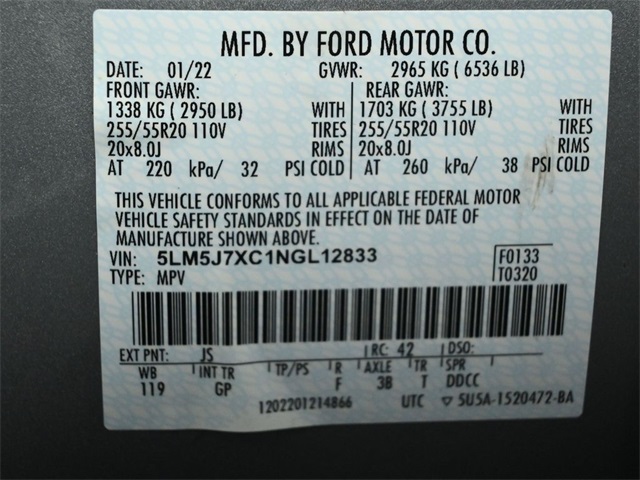 MFD. BY FORD MOTOR CO.
DATE: 01/22 GVWR: 2965 KG ( 6536 LB)
FRONT GAWR: REAR GAWR:
1338 KG ( 2950 LB) WITH 1703 KG ( 3755 LB) WITH
255/55R20 110V TIRES 255/55R20 110V TIRES
20x8.0J RIMS 20x8.0J RIMS
AT 220 kPa/ 32 PSI COLD AT 260 kPa/ 38 PSI COLD
THIS VEHICLE CONFORMS TO ALL APPLICABLE FEDERAL MOTOR
VEHICLE SAFETY STANDARDS IN EFFECT ON THE DATE OF
MANUFACTURE SHOWN ABOVE.
VIN: 5LM5J7XC1NGL12833 F0133
TYPE: MPV T0320
EXT PNT: JS RC: 42 DSO:
WB INT TR TP/PS R AXLE TR SPR
119 GP F 3B T DDCC
1202201214866 UTC ▽ 5U5A-1520472-BA